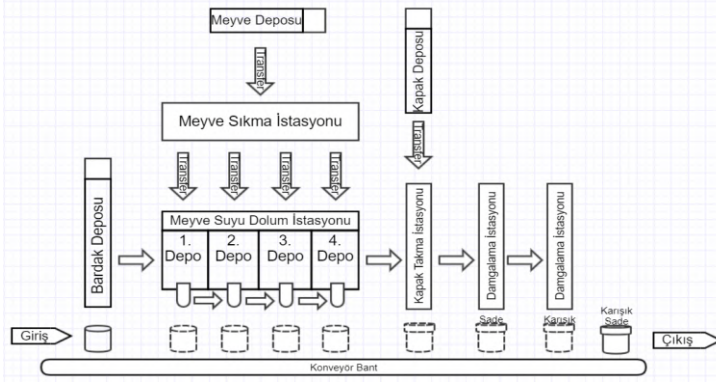 Meyve Deposu
Kapak Deposu
Transfer
Meyve Sıkma İstasyonu
Transfer
Transfer
Transfer
Transfer
Transfer
Bardak Deposu
Meyve Suyu Dolum İstasyonu
1.
Depo
2.
Depo
3.
Depo
4.
Depo
Kapak Takma İstasyonu
Damgalama İstasyonu
Damgalama İstasyonu
Giriş
Sade
Karışık
Karışık
Sade
Çıkış
Konveyör Bant